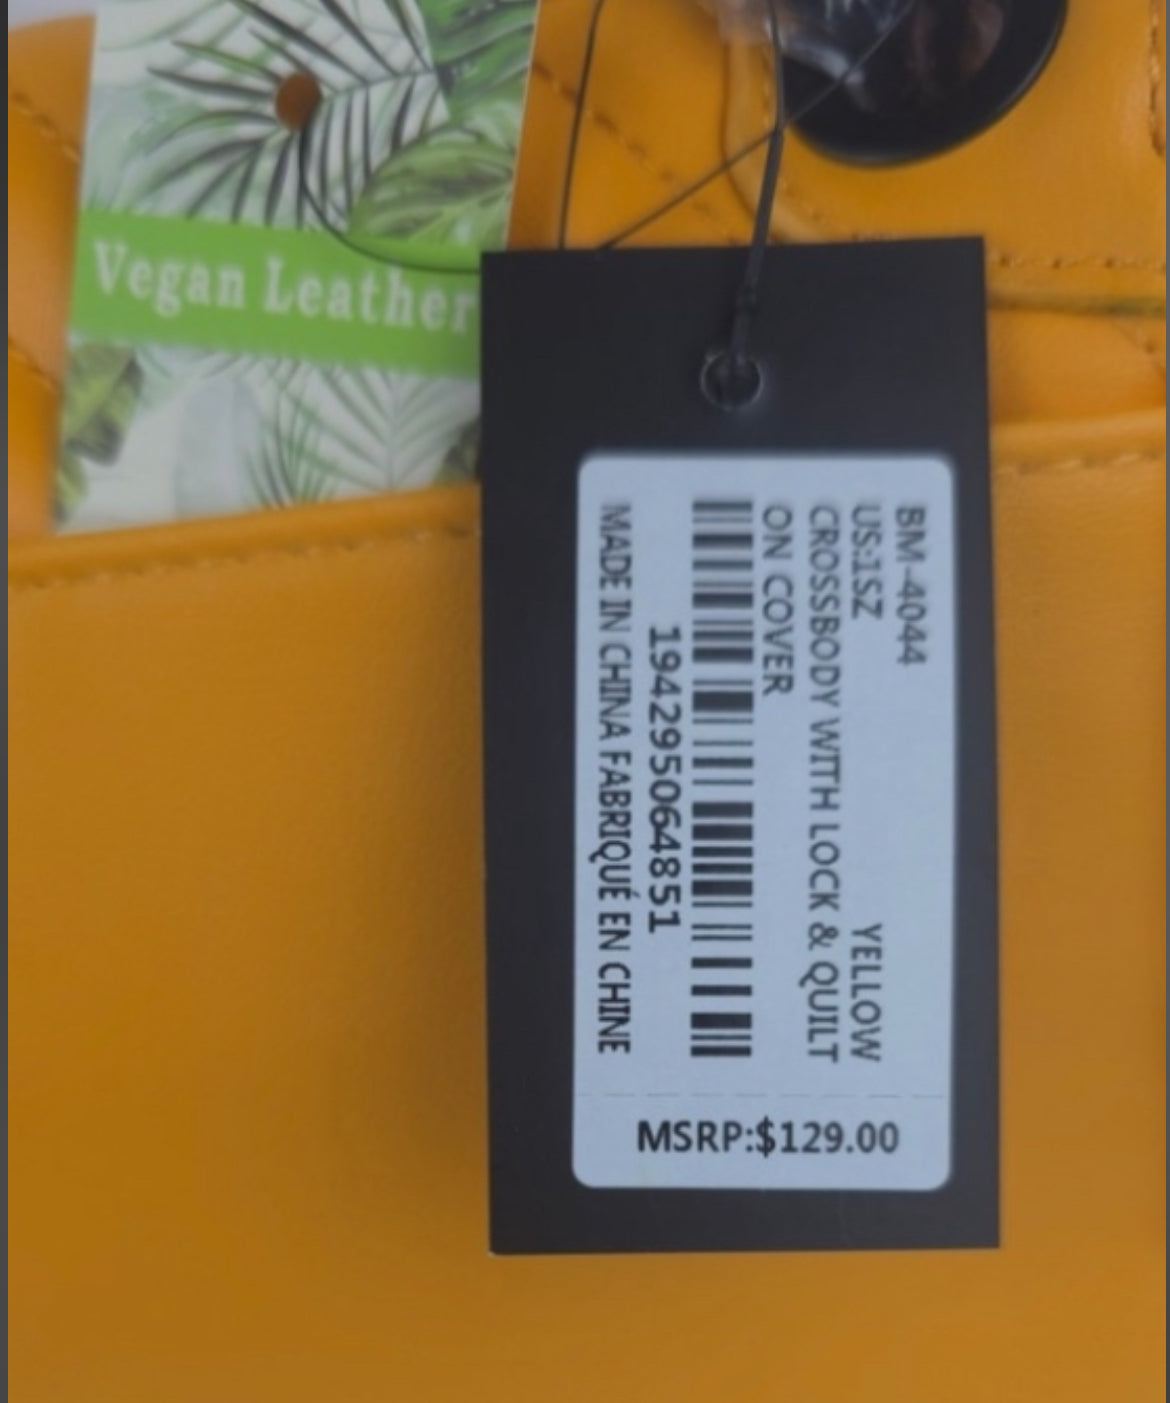 Vegan Leather
BM-4044
US:1SZ YELLOW
CROSSBODY WITH LOCK & QUILT
ON COVER
194295064851
MADE IN CHINA FABRIQUÉ EN CHINE
MSRP:$129.00